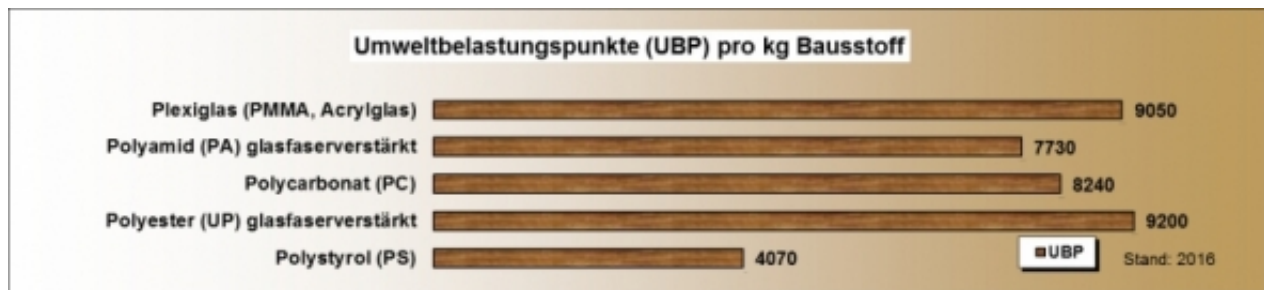 Umweltbelastungspunkte (UBP) pro kg Bausstoff
Plexiglas (PMMA, Acrylglas) 9050
Polyamid (PA) glasfaserverstärkt 7730
Polycarbonat (PC) 8240
Polyester (UP) glasfaserverstärkt 9200
Polystyrol (PS) 4070
UBP Stand: 2016